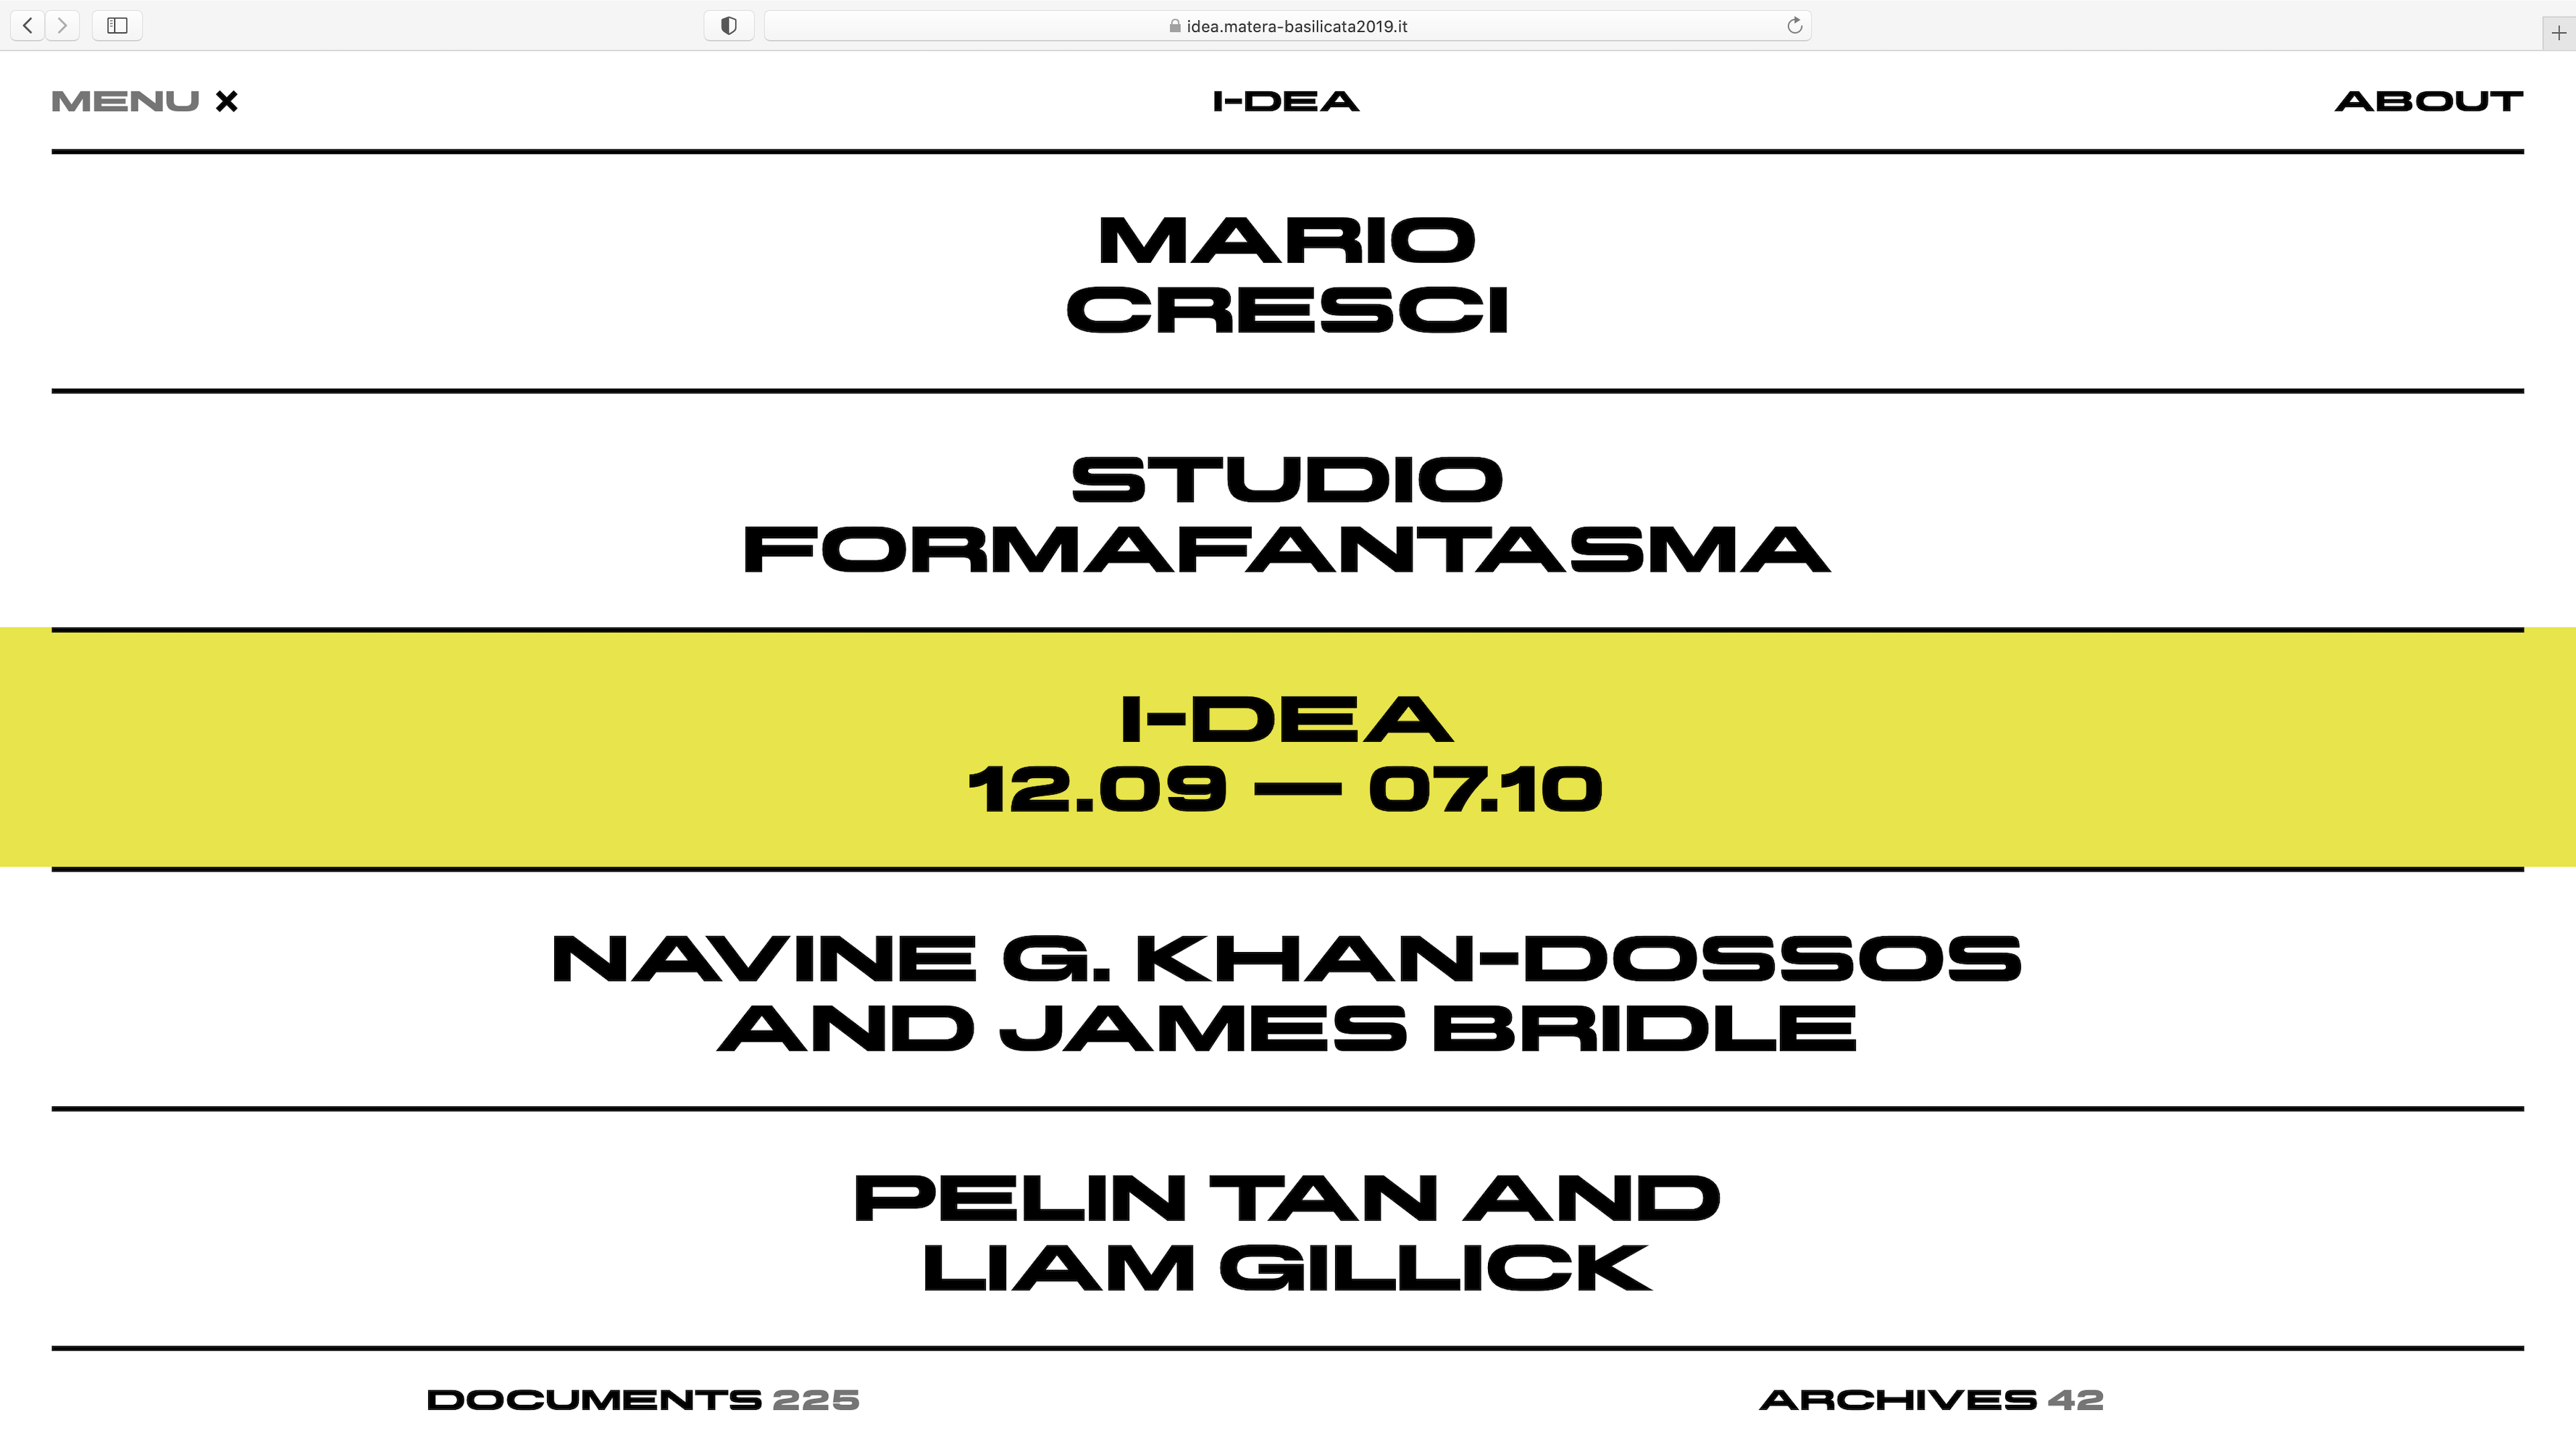 idea.matera-basilicata2019.it
MENU × I-DEA ABOUT
MARIO
CRESCI
STUDIO
FORMAFANTASMA
I-DEA
12.09 — 07.10
NAVINE G. KHAN-DOSSOS
AND JAMES BRIDLE
PELIN TAN AND
LIAM GILLICK
DOCUMENTS 225 ARCHIVES 42